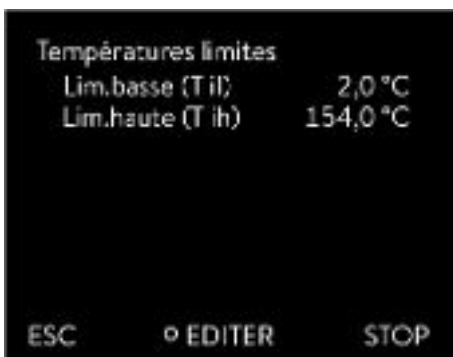 Températures limites
Lim.basse (T il) 2,0 °C
Lim.haute (T ih) 154,0 °C
ESC o EDITER STOP